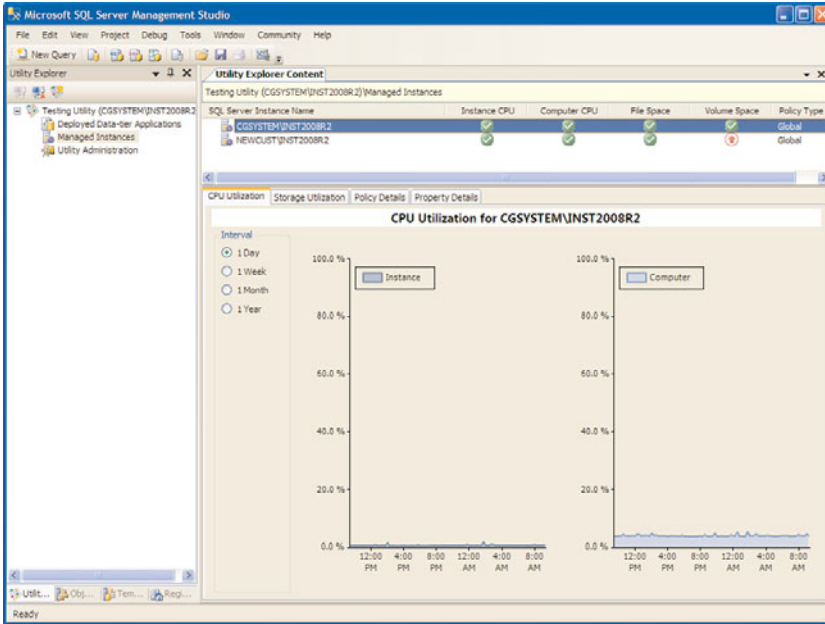 Microsoft SQL Server Management Studio
File Edit View Project Debug Tools Window Community Help
New Query
Utility Explorer
Utility Explorer Content
Testing Utility (CGSYSTEM\INST2008R2)\Managed Instances
Testing Utility (CGSYSTEM\INST2008R2
Deployed Data-tier Applications
Managed Instances
Utility Administration
SQL Server Instance Name Instance CPU Computer CPU File Space Volume Space Policy Type
CGSYSTEM\INST2008R2 Global
NEWCUST\INST2008R2 Global
CPU Utilization Storage Utilization Policy Details Property Details
CPU Utilization for CGSYSTEM\INST2008R2
Interval
1 Day
1 Week
1 Month
1 Year
100.0 %
80.0 %
60.0 %
40.0 %
20.0 %
0.0 %
Instance
12:00 PM 4:00 PM 8:00 PM 12:00 AM 4:00 AM 8:00 AM
100.0 %
80.0 %
60.0 %
40.0 %
20.0 %
0.0 %
Computer
12:00 PM 4:00 PM 8:00 PM 12:00 AM 4:00 AM 8:00 AM
Utilit... Obj... Tem... Regi...
Ready